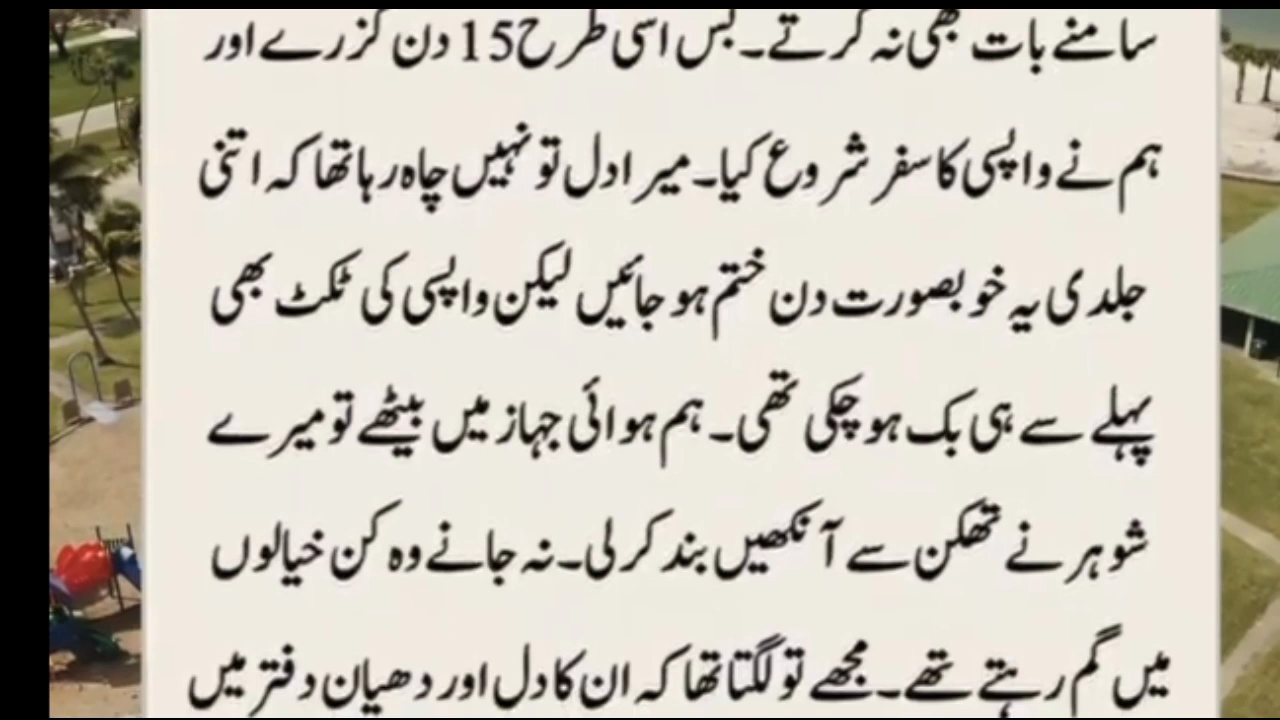 سامنے بات بھی نہ کرتے۔ بس اسی طرح 15 دن گزرے اور
ہم نے واپسی کا سفر شروع کیا۔ میرا دل تو نہیں چاہ رہا تھا کہ اتنی
جلدی یہ خوبصورت دن ختم ہو جائیں لیکن واپسی کی ٹکٹ بھی
پہلے سے ہی بک ہو چکی تھی۔ ہم ہوائی جہاز میں بیٹھے تو میرے
شوہر نے تھکن سے آنکھیں بند کر لی۔ نہ جانے وہ کن خیالوں
میں گم رہتے تھے۔ مجھے تو لگتا تھا کہ ان کا دل اور دھیان دفتر میں